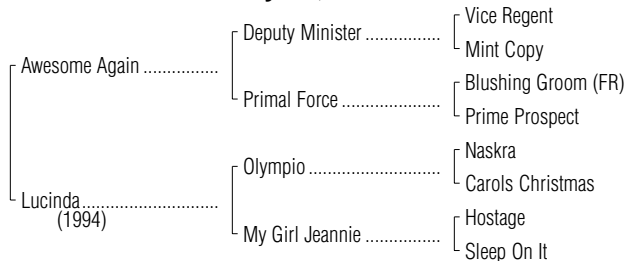 Vice Regent
Deputy Minister ................
Mint Copy
Awesome Again ...............
Blushing Groom (FR)
Primal Force ....................
Prime Prospect
Naskra
Olympio ...........................
Carols Christmas
Lucinda ...........................
(1994)
Hostage
My Girl Jeannie ...............
Sleep On It